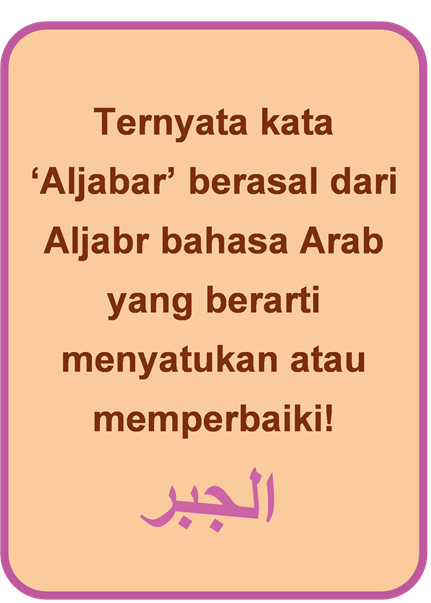 Ternyata kata
‘Aljabar’ berasal dari
Aljabr bahasa Arab
yang berarti
menyatukan atau
memperbaiki!
الجبر